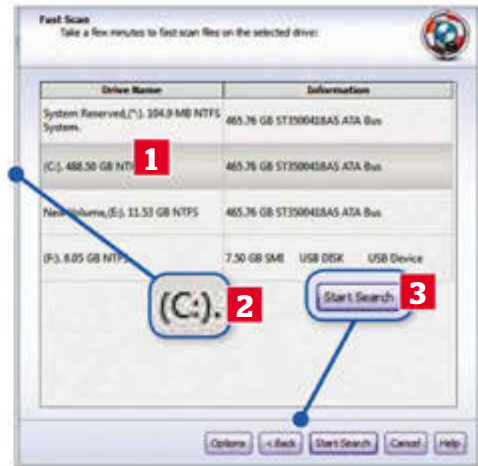 Fast Scan
Take a few minutes to fast scan files on the selected drive:
Drive Name Information
System Reserved,(*:). 104.9 MB NTFS
System.
465.76 GB ST3500418AS ATA Bus
(C:). 488.50 GB 1 465.76 GB ST3500418AS ATA Bus
New Volume,(E:). 11.53 GB NTFS 465.76 GB ST3500418AS ATA Bus
(F:). 8.05 GB NTFS 7.50 GB SMI USB DISK USB Device
(C:). 2
Start Search 3
Options < Back Start Search Cancel Help